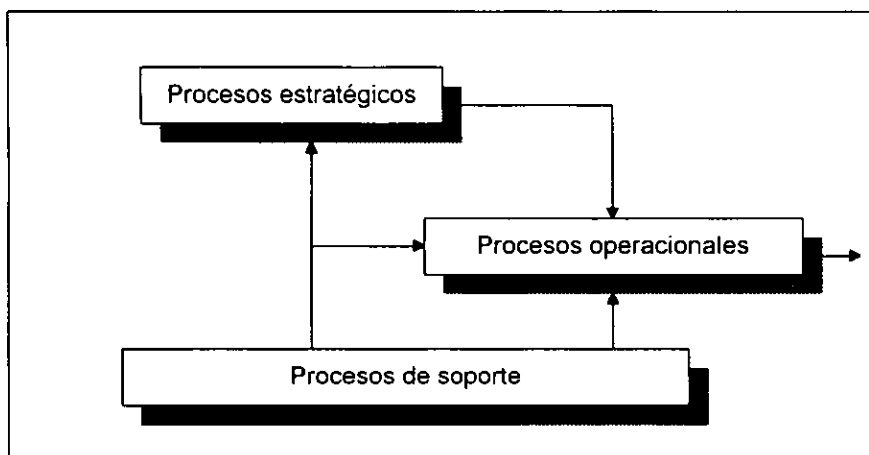 Procesos estratégicos
Procesos operacionales
Procesos de soporte